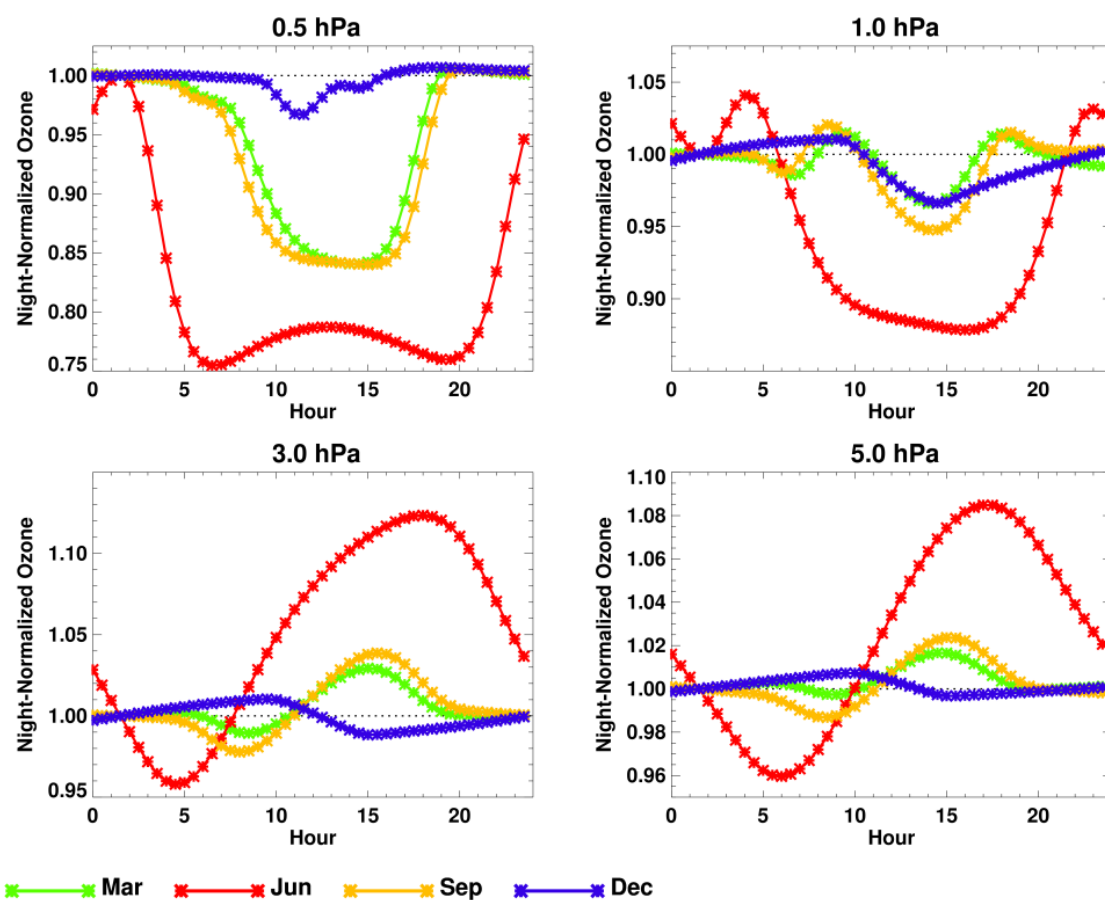 0.5 hPa
Night-Normalized Ozone
1.00
0.95
0.90
0.85
0.80
0.75
0 5 10 15 20
Hour
1.0 hPa
Night-Normalized Ozone
1.05
1.00
0.95
0.90
0 5 10 15 20
Hour
3.0 hPa
Night-Normalized Ozone
1.10
1.05
1.00
0.95
0 5 10 15 20
Hour
5.0 hPa
Night-Normalized Ozone
1.10
1.08
1.06
1.04
1.02
1.00
0.98
0.96
0 5 10 15 20
Hour
Mar Jun Sep Dec